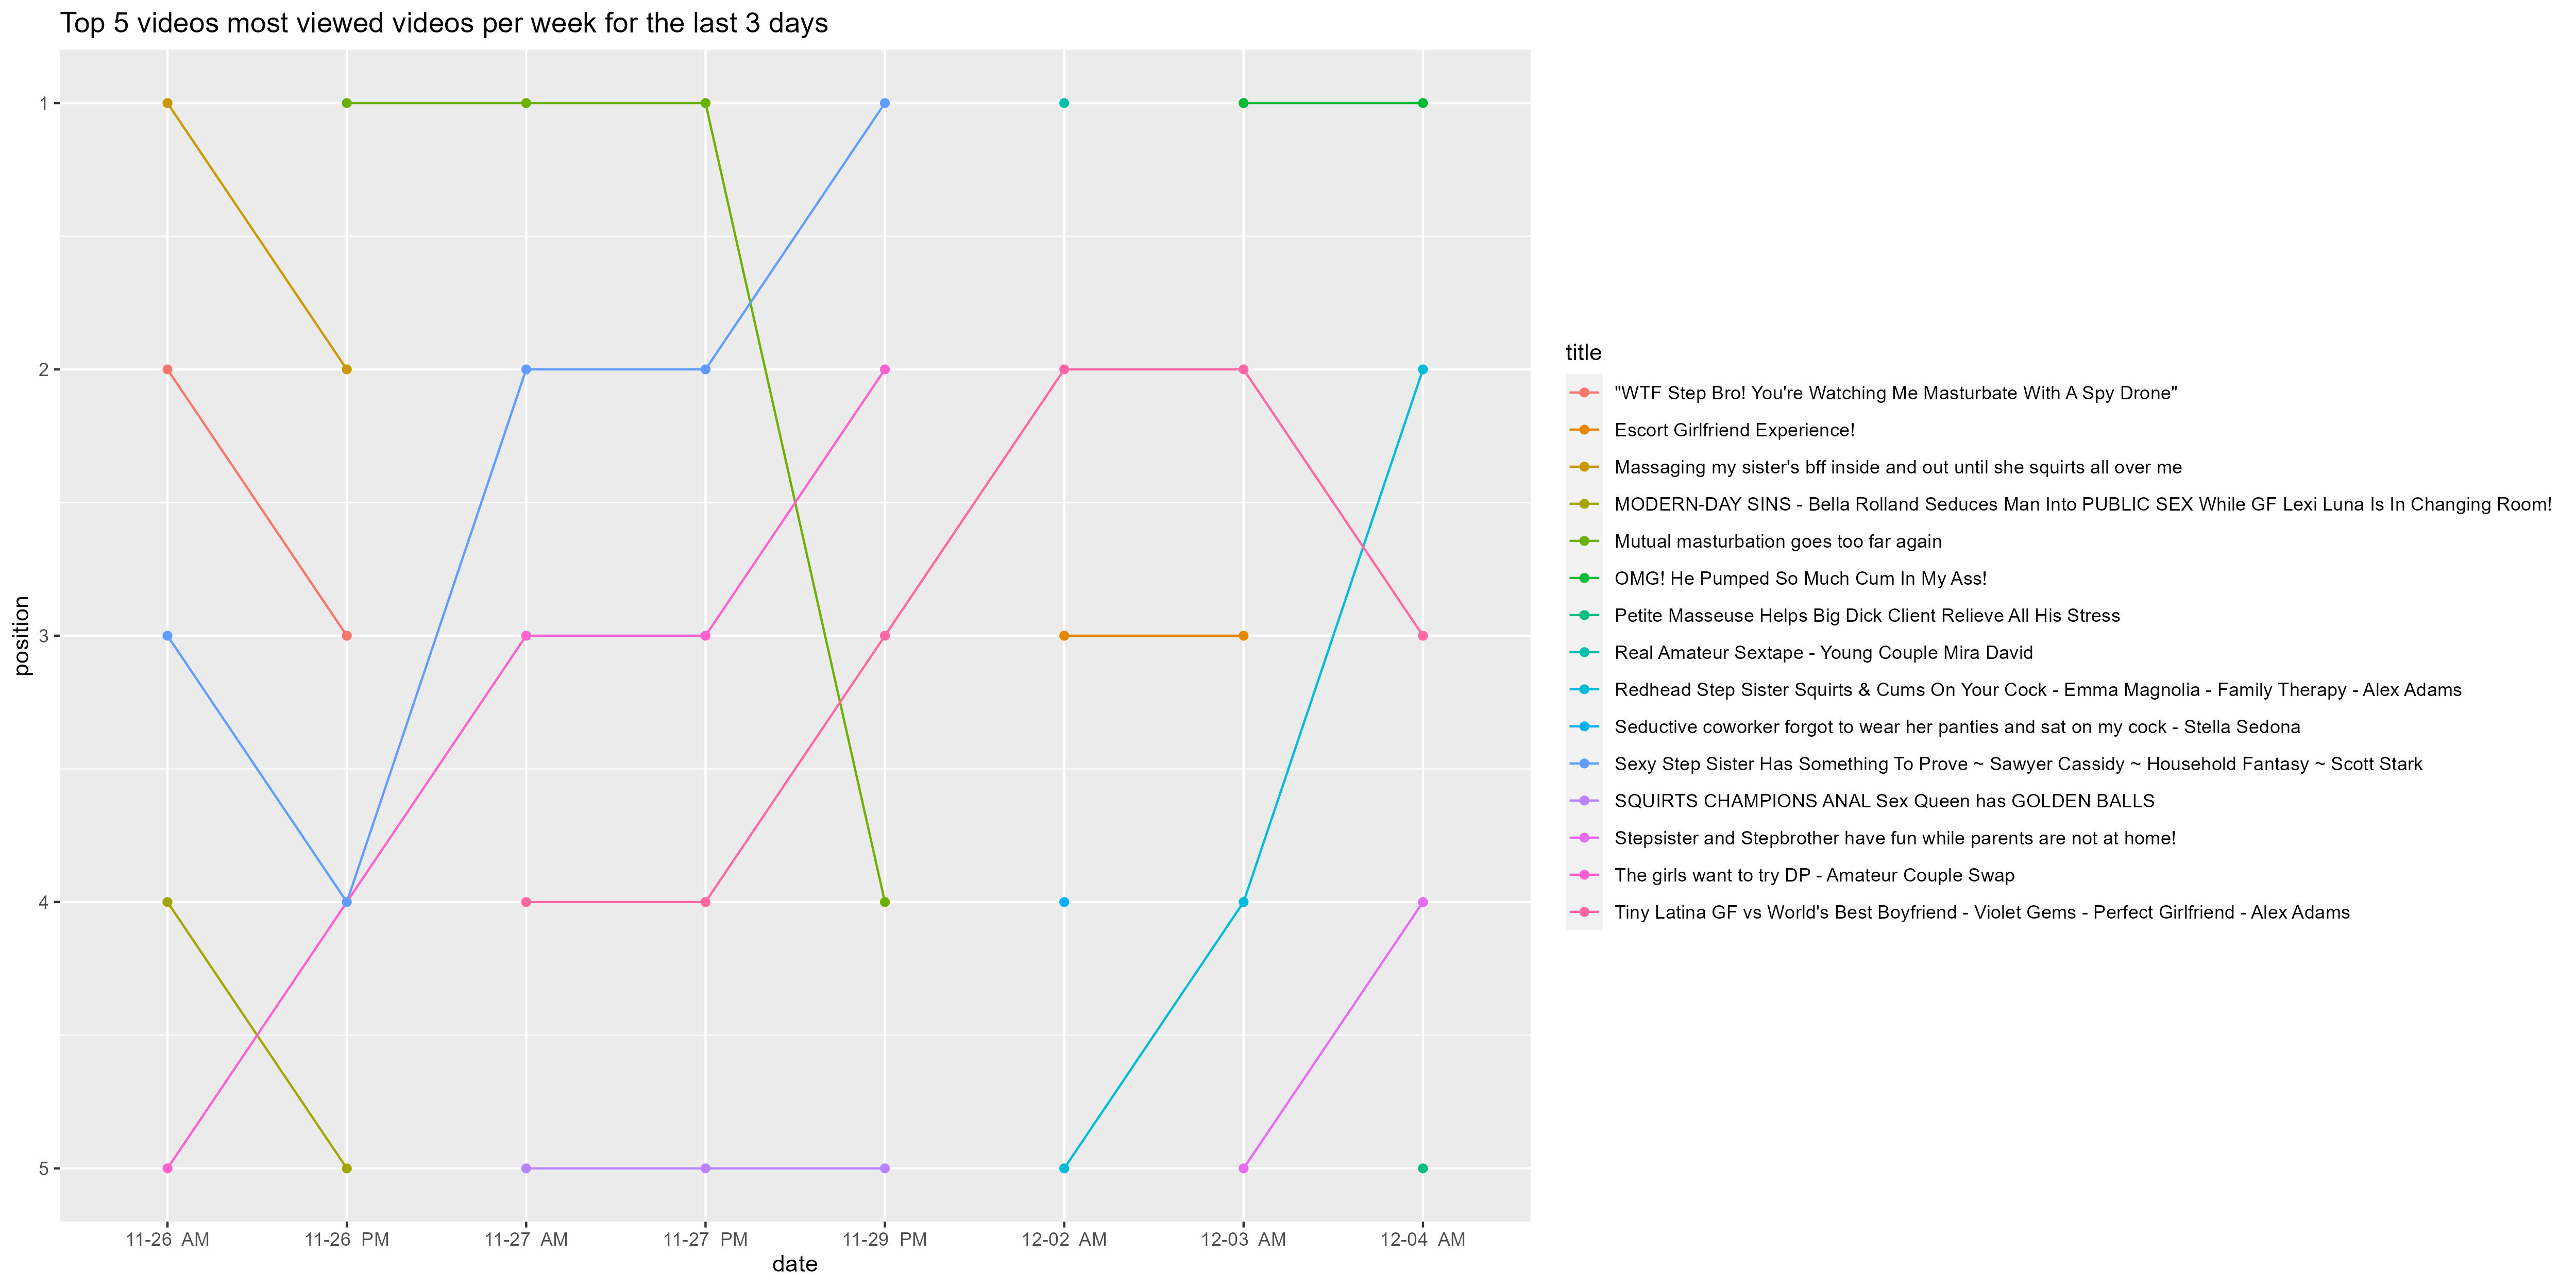 Top 5 videos most viewed videos per week for the last 3 days
position
1
2
3
4
5
11-26 AM
11-26 PM
11-27 AM
11-27 PM
11-29 PM
12-02 AM
12-03 AM
12-04 AM
date
title
"WTF Step Bro! You're Watching Me Masturbate With A Spy Drone"
Escort Girlfriend Experience!
Massaging my sister's bff inside and out until she squirts all over me
MODERN-DAY SINS - Bella Rolland Seduces Man Into PUBLIC SEX While GF Lexi Luna Is In Changing Room!
Mutual masturbation goes too far again
OMG! He Pumped So Much Cum In My Ass!
Petite Masseuse Helps Big Dick Client Relieve All His Stress
Real Amateur Sextape - Young Couple Mira David
Redhead Step Sister Squirts & Cums On Your Cock - Emma Magnolia - Family Therapy - Alex Adams
Seductive coworker forgot to wear her panties and sat on my cock - Stella Sedona
Sexy Step Sister Has Something To Prove ~ Sawyer Cassidy ~ Household Fantasy ~ Scott Stark
SQUIRTS CHAMPIONS ANAL Sex Queen has GOLDEN BALLS
Stepsister and Stepbrother have fun while parents are not at home!
The girls want to try DP - Amateur Couple Swap
Tiny Latina GF vs World's Best Boyfriend - Violet Gems - Perfect Girlfriend - Alex Adams